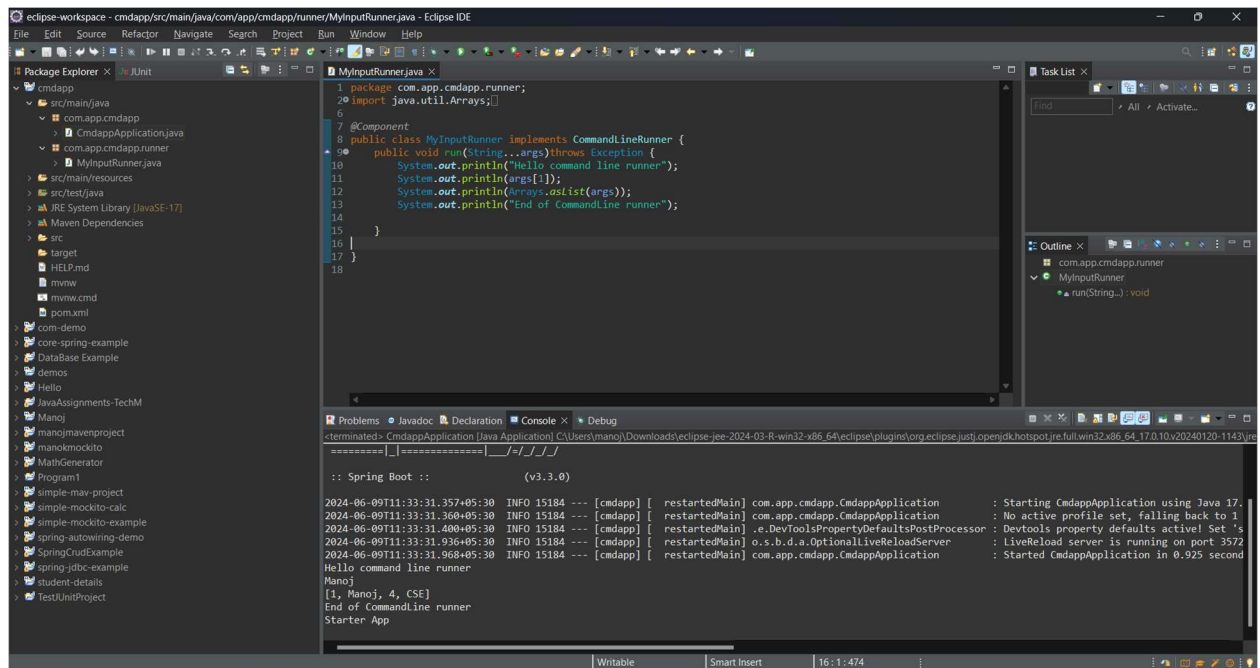 eclipse-workspace - cmdapp/src/main/java/com/app/cmdapp/runner/MyInputRunner.java - Eclipse IDE
File Edit Source Refactor Navigate Search Project Run Window Help
Package Explorer
JUnit
cmdapp
src/main/java
com.app.cmdapp
CmdappApplication.java
com.app.cmdapp.runner
MyInputRunner.java
src/main/resources
src/test/java
JRE System Library [JavaSE-17]
Maven Dependencies
src
target
HELP.md
mvnw
mvnw.cmd
pom.xml
com-demo
core-spring-example
DataBase Example
demos
Hello
JavaAssignments-TechM
Manoj
manojmavenproject
manokmockito
MathGenerator
Program1
simple-mav-project
simple-mockito-calc
simple-mockito-example
spring-autowiring-demo
SpringCrudExample
spring-jdbc-example
student-details
TestJUnitProject
MyInputRunner.java
1 package com.app.cmdapp.runner;
2 import java.util.Arrays;
6
7 @Component
8 public class MyInputRunner implements CommandLineRunner {
9 public void run(String...args)throws Exception {
10 System.out.println("Hello command line runner");
11 System.out.println(args[1]);
12 System.out.println(Arrays.asList(args));
13 System.out.println("End of CommandLine runner");
14
15 }
16
17 }
18
Task List
Find
All
Activate...
Outline
com.app.cmdapp.runner
MyInputRunner
run(String...) : void
Problems Javadoc Declaration Console Debug
<terminated> CmdappApplication [Java Application] C:\Users\manoj\Downloads\eclipse-jee-2024-03-R-win32-x86_64\eclipse\plugins\org.eclipse.justj.openjdk.hotspot.jre.full.win32.x86_64_17.0.10.v20240120-1143\jre
=========|_|==============|___/=/_/_/_/
:: Spring Boot :: (v3.3.0)
2024-06-09T11:33:31.357+05:30 INFO 15184 --- [cmdapp] [ restartedMain] com.app.cmdapp.CmdappApplication : Starting CmdappApplication using Java 17.
2024-06-09T11:33:31.360+05:30 INFO 15184 --- [cmdapp] [ restartedMain] com.app.cmdapp.CmdappApplication : No active profile set, falling back to 1
2024-06-09T11:33:31.400+05:30 INFO 15184 --- [cmdapp] [ restartedMain] .e.DevToolsPropertyDefaultsPostProcessor : Devtools property defaults active! Set 's
2024-06-09T11:33:31.936+05:30 INFO 15184 --- [cmdapp] [ restartedMain] o.s.b.d.a.OptionalLiveReloadServer : LiveReload server is running on port 3572
2024-06-09T11:33:31.968+05:30 INFO 15184 --- [cmdapp] [ restartedMain] com.app.cmdapp.CmdappApplication : Started CmdappApplication in 0.925 second
Hello command line runner
Manoj
[1, Manoj, 4, CSE]
End of CommandLine runner
Starter App
Writable
Smart Insert
16 : 1 : 474